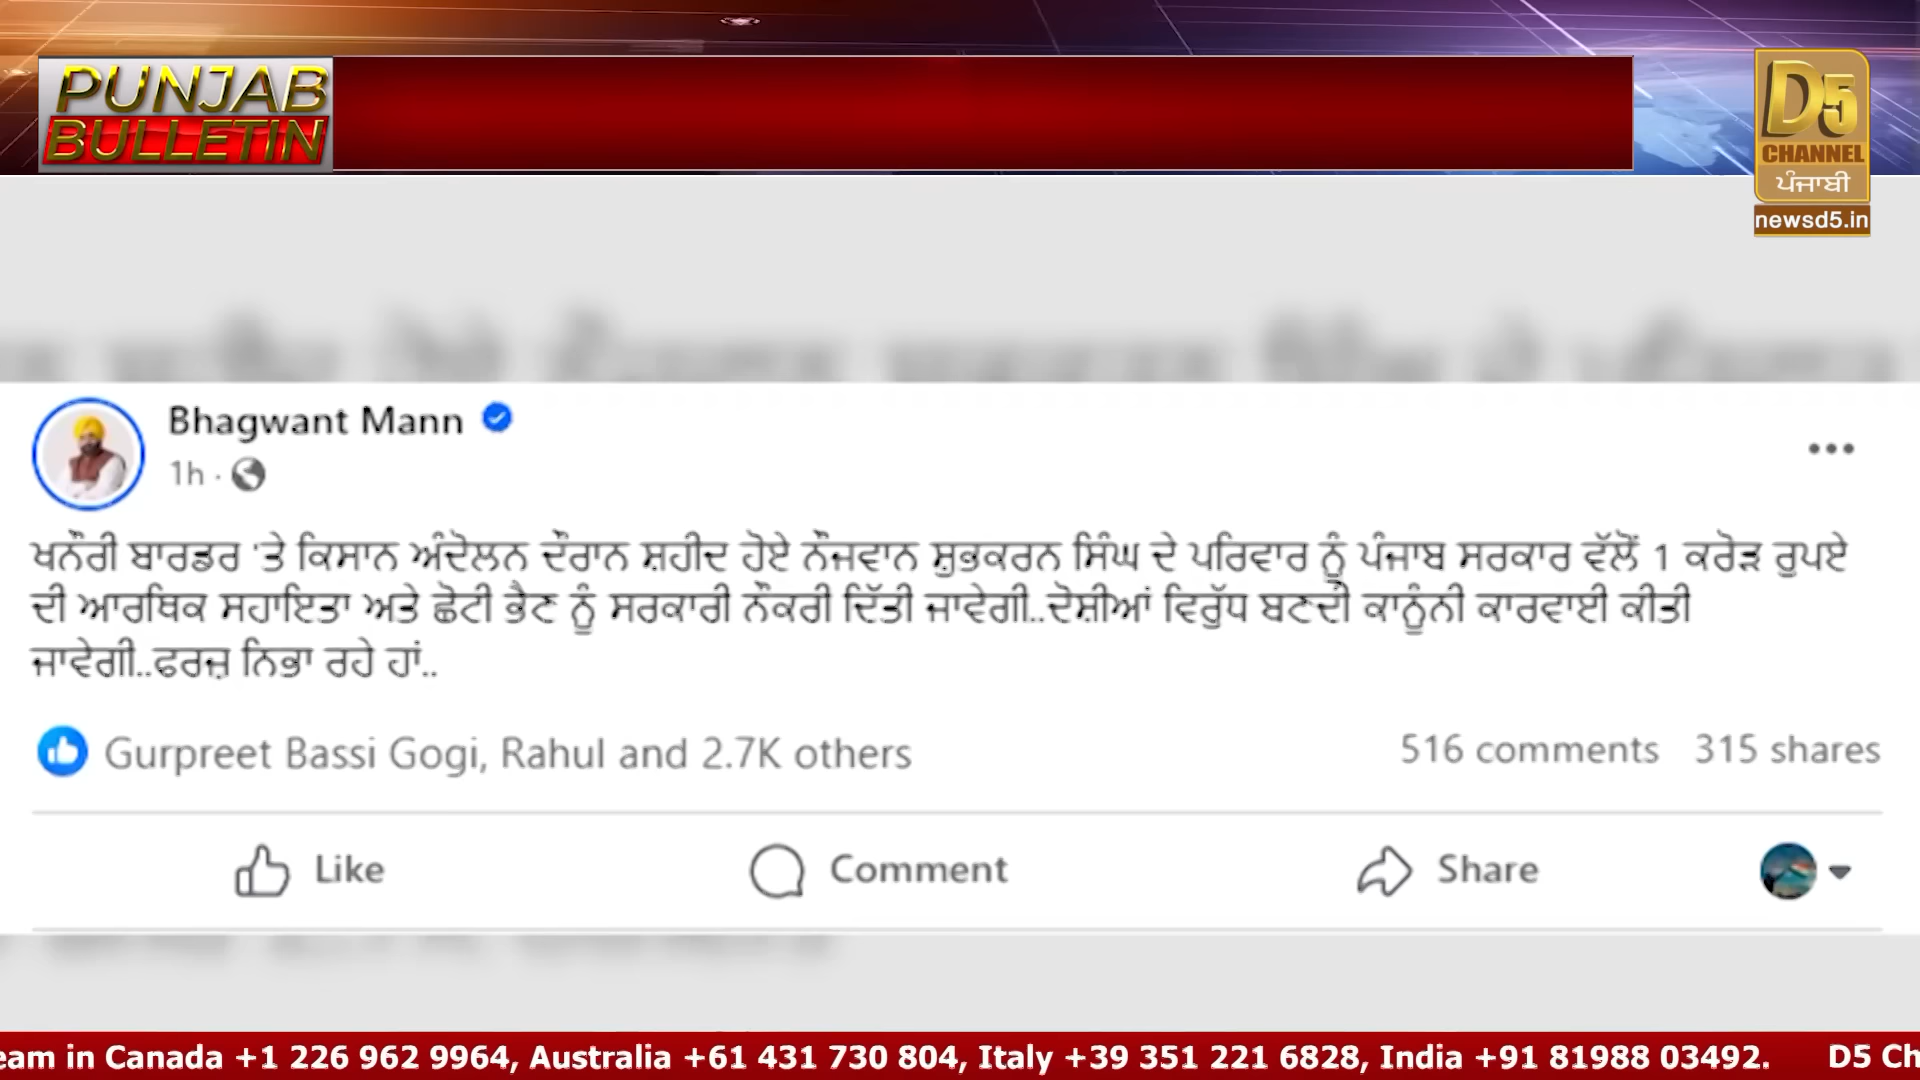 PUNJAB
BULLETIN
D5
CHANNEL
ਪੰਜਾਬੀ
newsd5.in
Bhagwant Mann
1h ·
ਖਨੌਰੀ ਬਾਰਡਰ 'ਤੇ ਕਿਸਾਨ ਅੰਦੋਲਨ ਦੌਰਾਨ ਸ਼ਹੀਦ ਹੋਏ ਨੌਜਵਾਨ ਸ਼ੁਭਕਰਨ ਸਿੰਘ ਦੇ ਪਰਿਵਾਰ ਨੂੰ ਪੰਜਾਬ ਸਰਕਾਰ ਵੱਲੋਂ 1 ਕਰੋੜ ਰੁਪਏ
ਦੀ ਆਰਥਿਕ ਸਹਾਇਤਾ ਅਤੇ ਛੋਟੀ ਭੈਣ ਨੂੰ ਸਰਕਾਰੀ ਨੌਕਰੀ ਦਿੱਤੀ ਜਾਵੇਗੀ..ਦੋਸ਼ੀਆਂ ਵਿਰੁੱਧ ਬਣਦੀ ਕਾਨੂੰਨੀ ਕਾਰਵਾਈ ਕੀਤੀ
ਜਾਵੇਗੀ..ਫਰਜ਼ ਨਿਭਾ ਰਹੇ ਹਾਂ..
Gurpreet Bassi Gogi, Rahul and 2.7K others 516 comments 315 shares
Like Comment Share
eam in Canada +1 226 962 9964, Australia +61 431 730 804, Italy +39 351 221 6828, India +91 81988 03492. D5 Ch